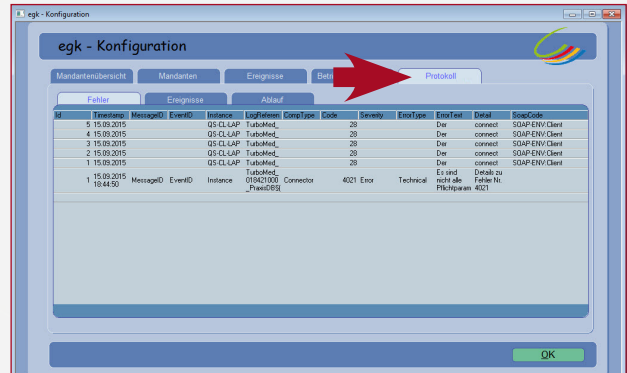 egk - Konfiguration
egk - Konfiguration
Mandantenübersicht Mandanten Ereignisse Protokoll
Fehler Ereignisse Ablauf
Id Timestamp MessageID EventID Instance LogReferen CompType Code Severity ErrorType ErrorText Detail SoapCode
5 15.09.2015 QS-CL-LAP TurboMed_ 28 Der connect SOAP-ENV:Client
4 15.09.2015 QS-CL-LAP TurboMed_ 28 Der connect SOAP-ENV:Client
3 15.09.2015 QS-CL-LAP TurboMed_ 28 Der connect SOAP-ENV:Client
2 15.09.2015 QS-CL-LAP TurboMed_ 28 Der connect SOAP-ENV:Client
1 15.09.2015 QS-CL-LAP TurboMed_ 28 Der connect SOAP-ENV:Client
TurboMed_ Es sind Details zu
1 15.09.2015 MessageID EventID Instance 018421000 Connector 4021 Error Technical nicht alle Fehler Nr.
18:44:50 _PraxisDB§( Pflichtparam 4021
OK